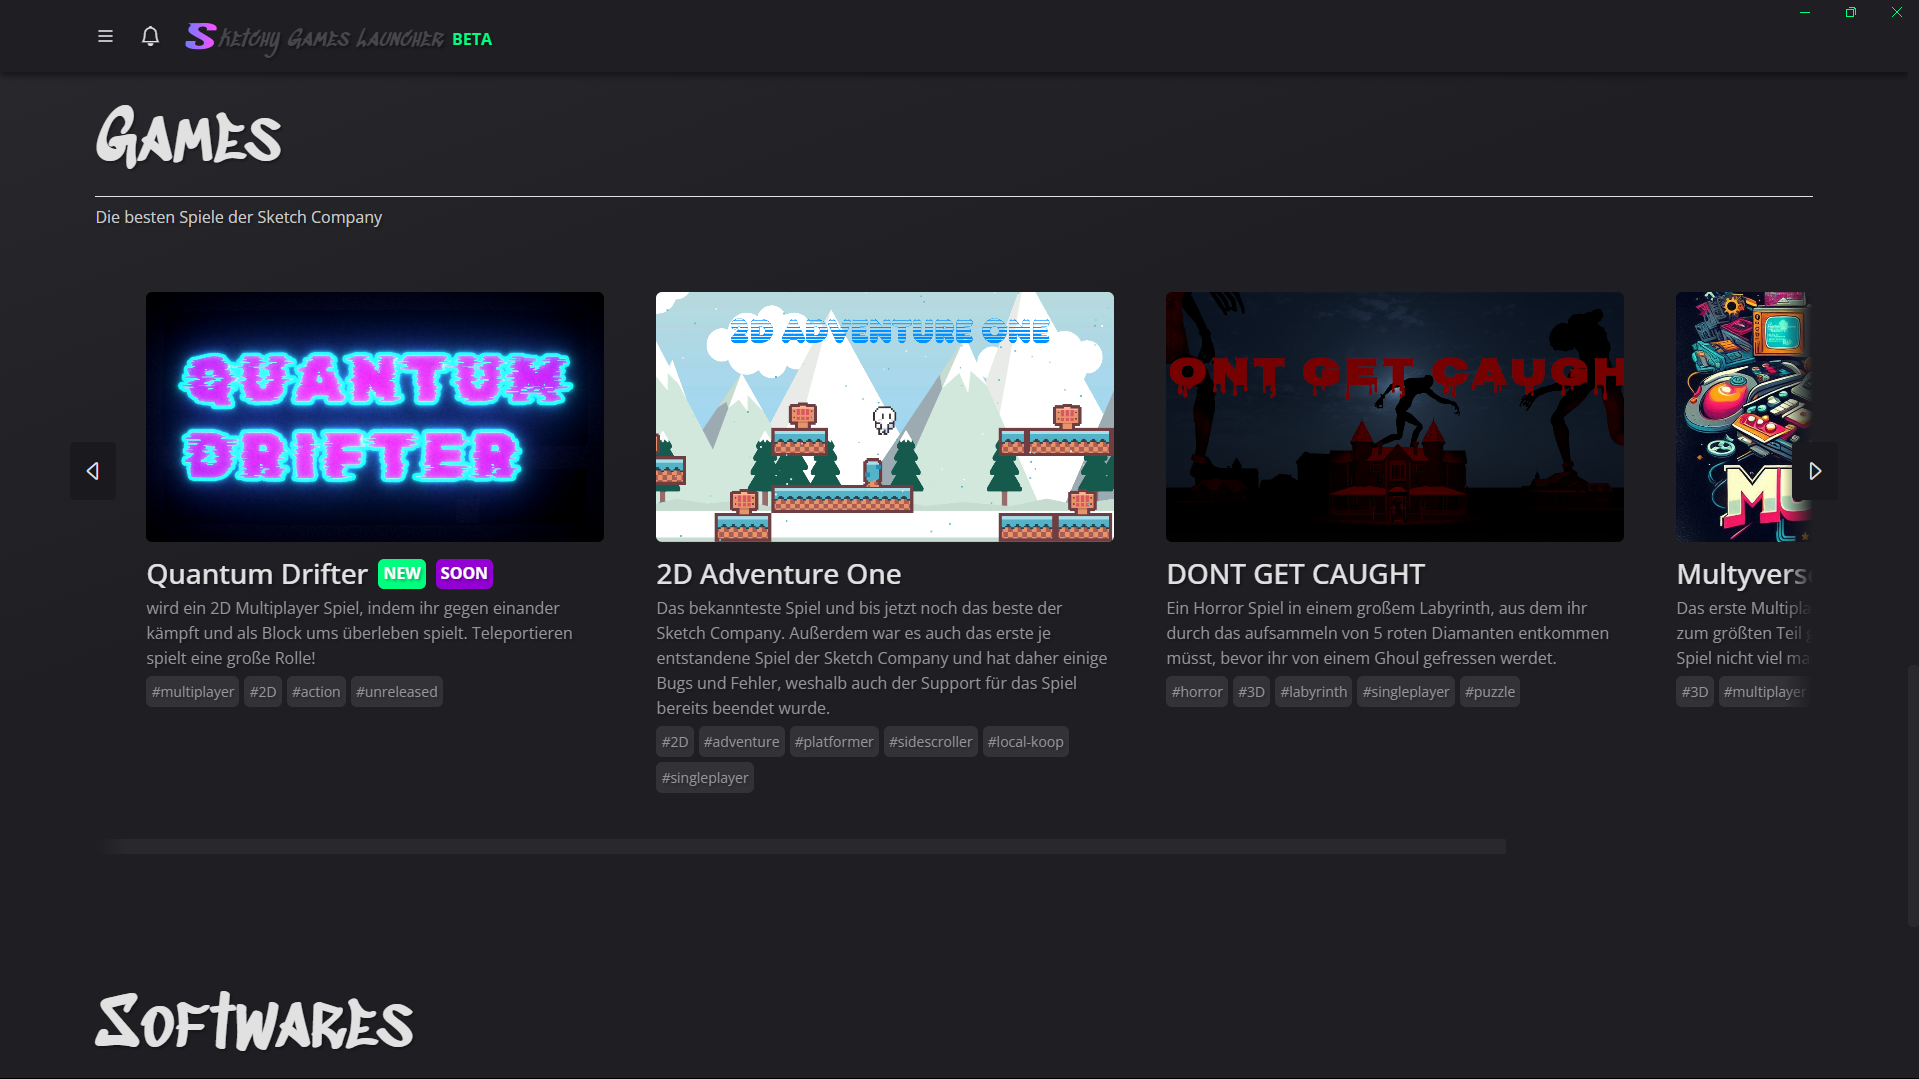 Sketchy Games Launcher BETA
Games
Die besten Spiele der Sketch Company
QUANTUM
DRIFTER
Quantum Drifter NEW SOON
wird ein 2D Multiplayer Spiel, indem ihr gegen einander
kämpft und als Block ums überleben spielt. Teleportieren
spielt eine große Rolle!
#multiplayer #2D #action #unreleased
2D ADVENTURE ONE
2D Adventure One
Das bekannteste Spiel und bis jetzt noch das beste der
Sketch Company. Außerdem war es auch das erste je
entstandene Spiel der Sketch Company und hat daher einige
Bugs und Fehler, weshalb auch der Support für das Spiel
bereits beendet wurde.
#2D #adventure #platformer #sidescroller #local-koop
#singleplayer
ONT GET CAUGH
DONT GET CAUGHT
Ein Horror Spiel in einem großem Labyrinth, aus dem ihr
durch das aufsammeln von 5 roten Diamanten entkommen
müsst, bevor ihr von einem Ghoul gefressen werdet.
#horror #3D #labyrinth #singleplayer #puzzle
MU
Multyverse
Das erste Multipla
zum größten Teil
Spiel nicht viel ma
#3D #multiplayer
Softwares